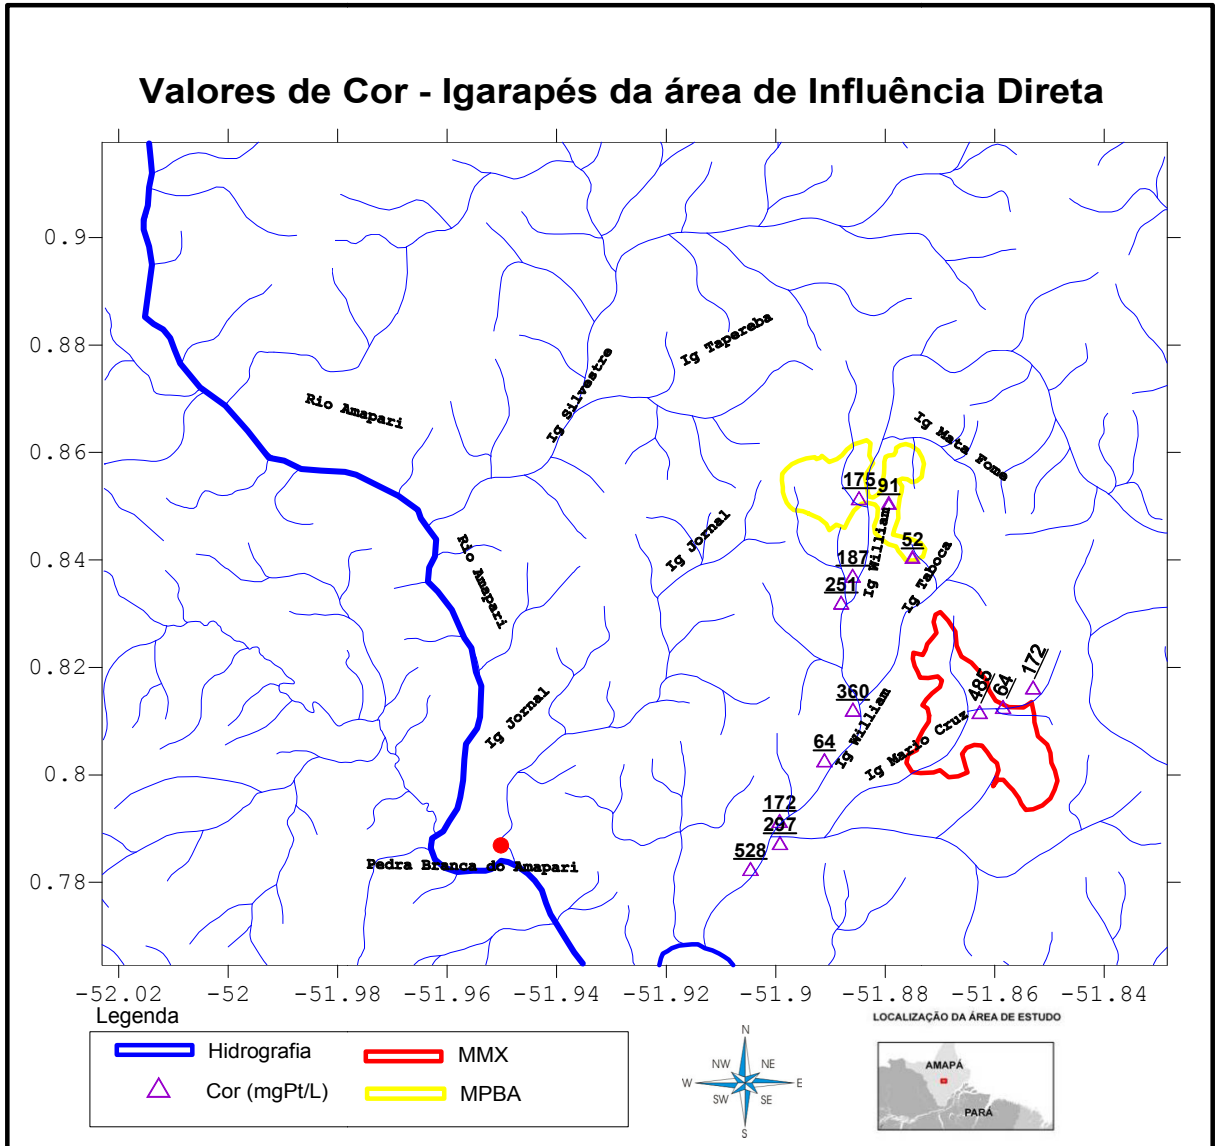 Valores de Cor - Igarapés da área de Influência Direta
0.9
0.88
0.86
0.84
0.82
0.8
0.78
Ig Tapereba
Ig Silvestre
Rio Amapari
Ig Mata Fome
175
91
52
Ig Jornal
Ig William
Rio Amapari
187
Ig Taboca
251
172
485
64
360
Ig Jornal
Ig William
Ig Mario Cruz
64
172
297
528
Pedra Branca do Amapari
-52.02
-52
-51.98
-51.96
-51.94
-51.92
-51.9
-51.88
-51.86
-51.84
Legenda
Hidrografia
MMX
Cor (mgPt/L)
MPBA
N
NW
NE
W
E
SW
SE
S
LOCALIZAÇÃO DA ÁREA DE ESTUDO
AMAPÁ
PARÁ